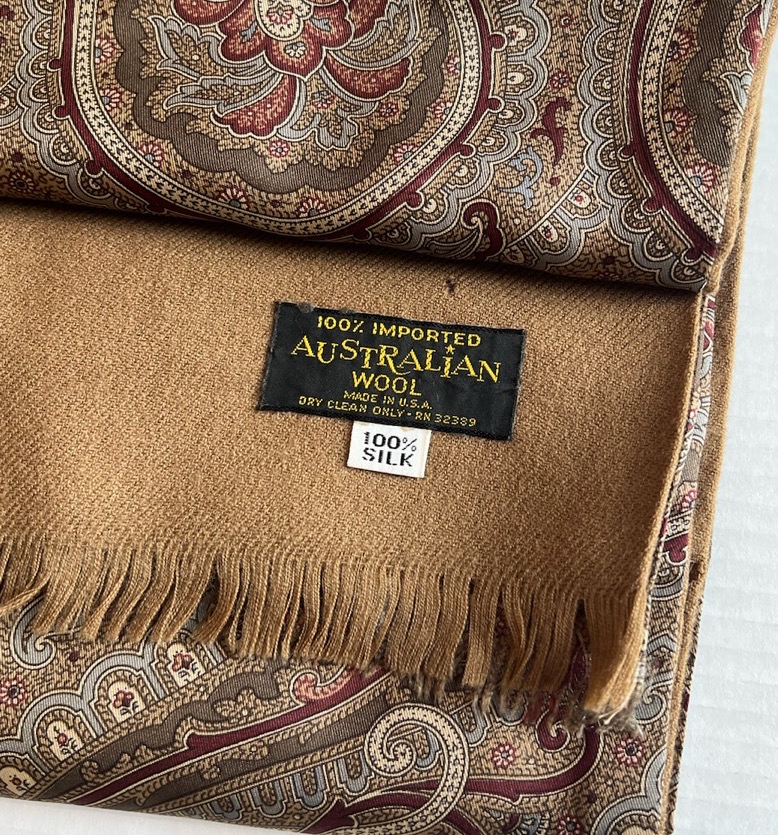 100% IMPORTED
AUSTRALIAN
WOOL
MADE IN U.S.A.
DRY CLEAN ONLY - RN 32389
100%
SILK